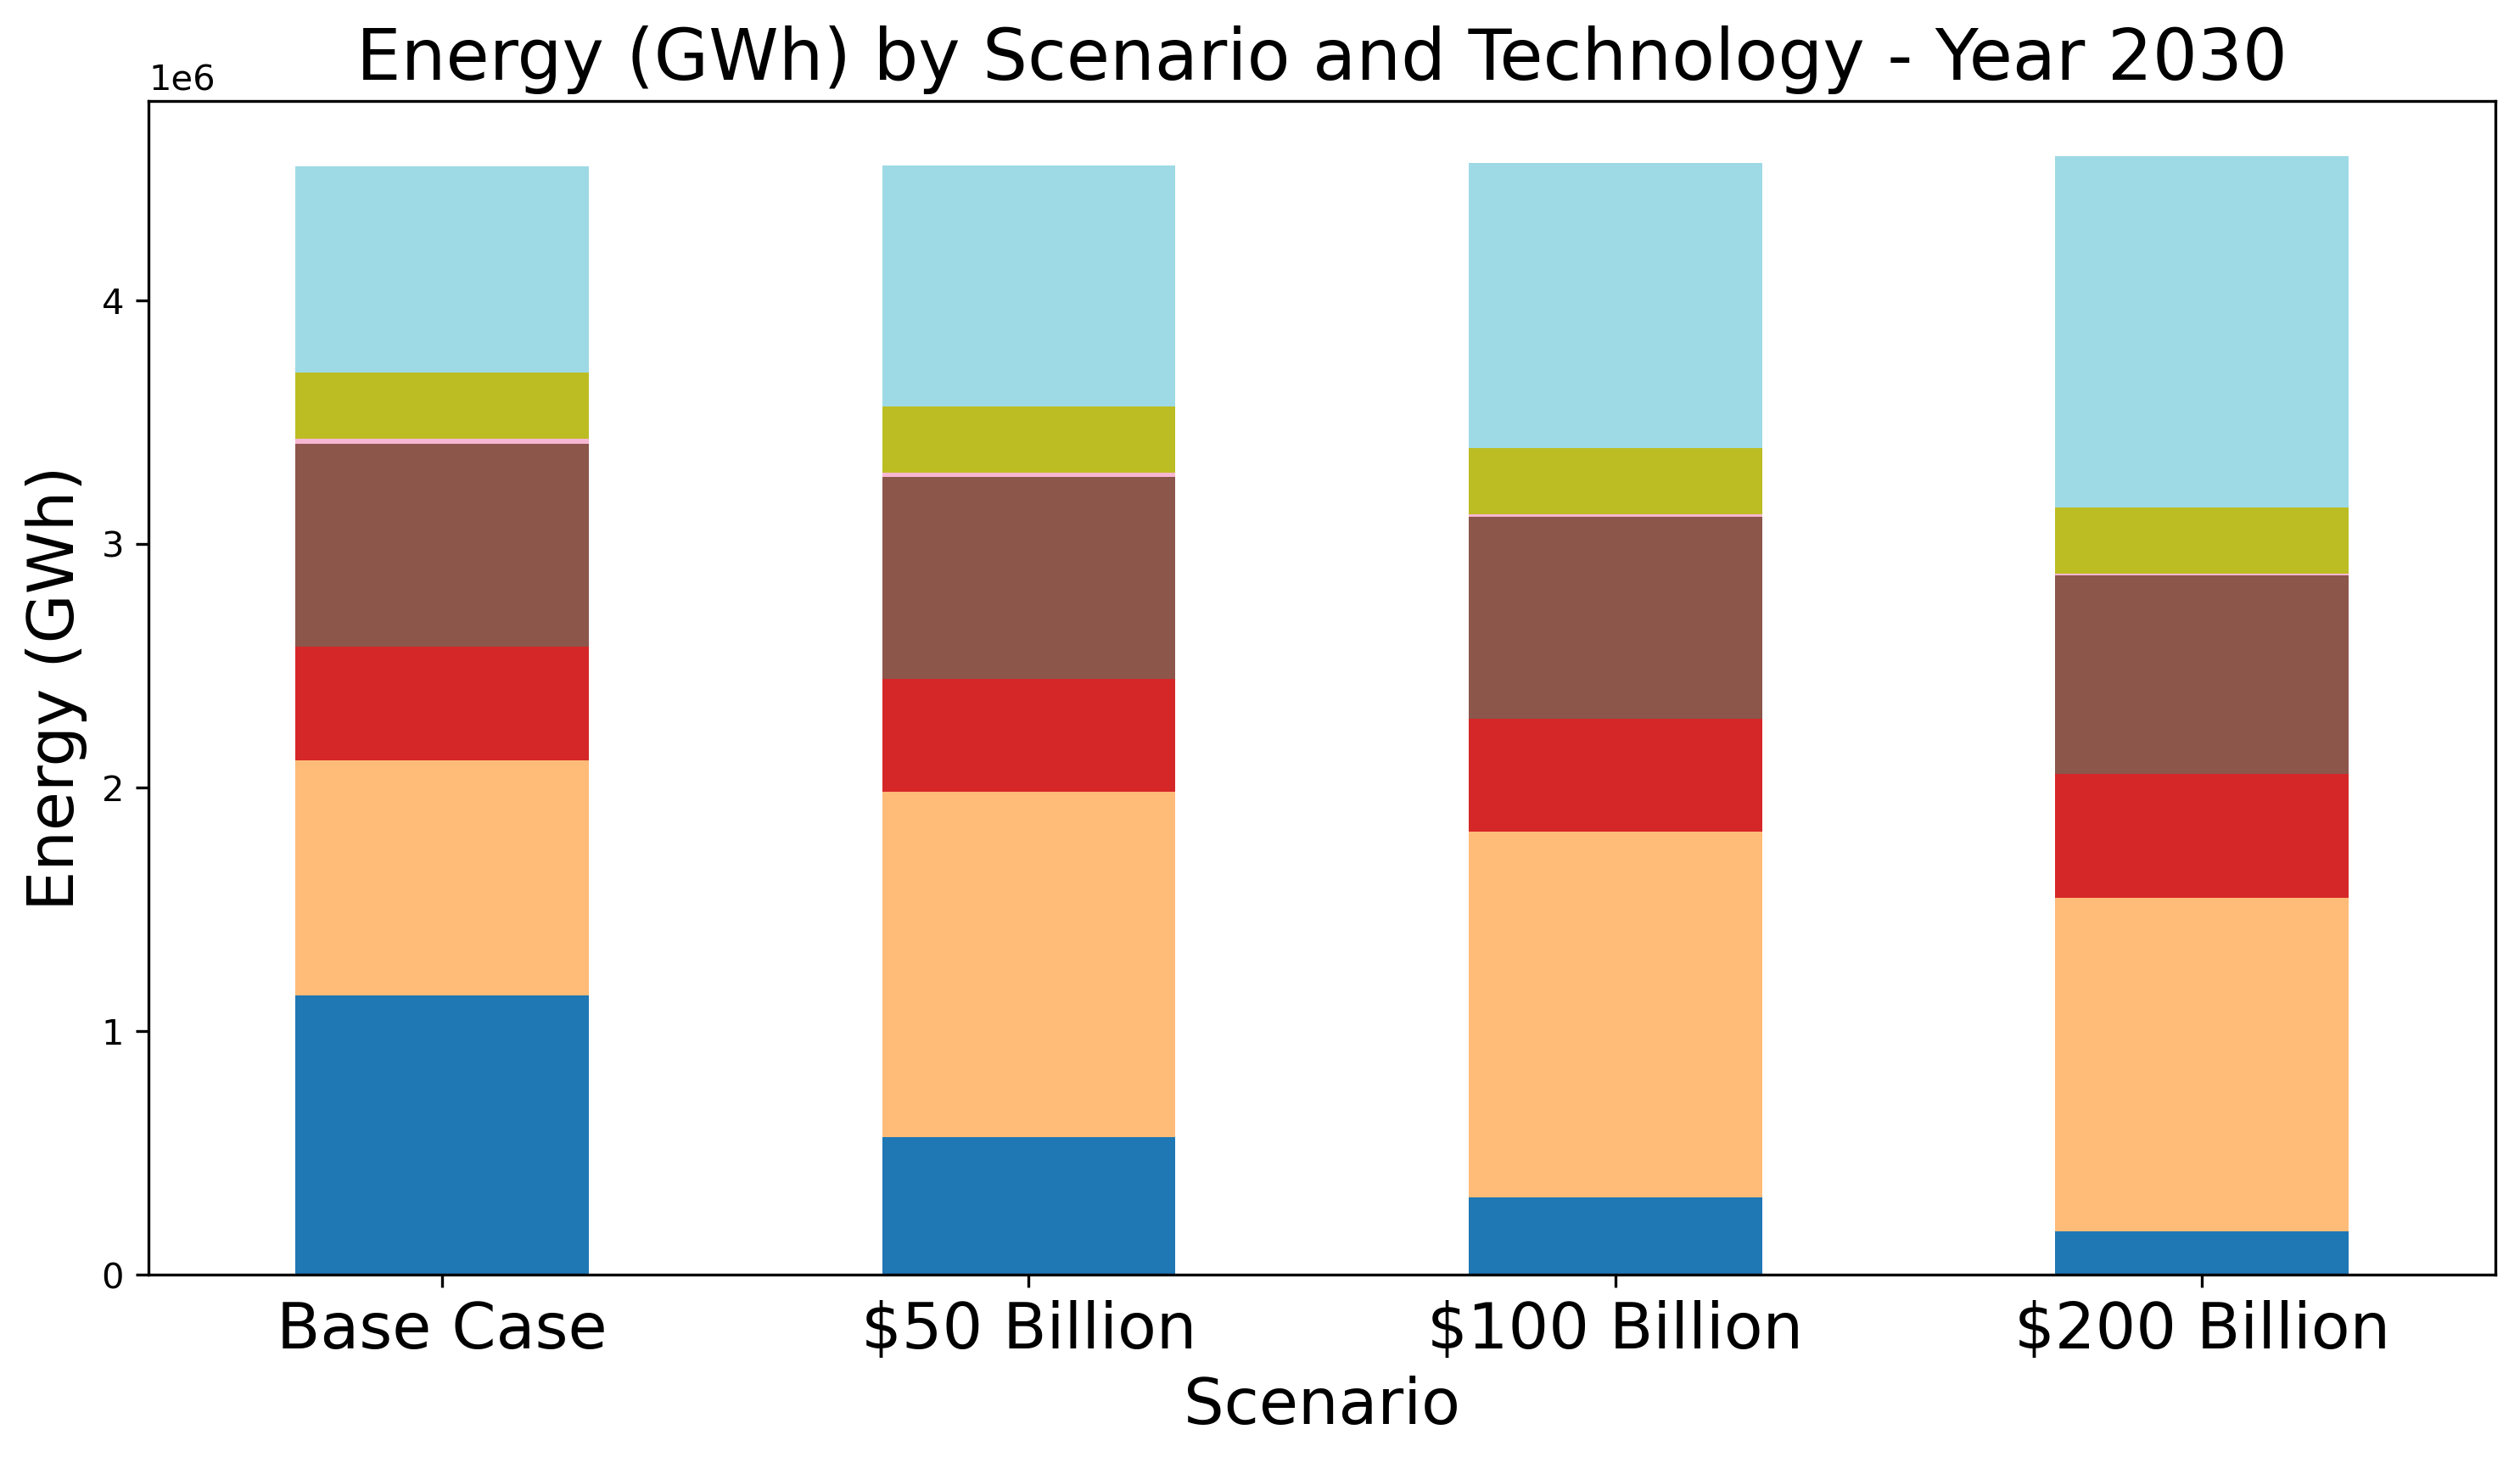 Energy (GWh) by Scenario and Technology - Year 2030
1e6
4
3
2
1
0
Energy (GWh)
Base Case
$50 Billion
$100 Billion
$200 Billion
Scenario